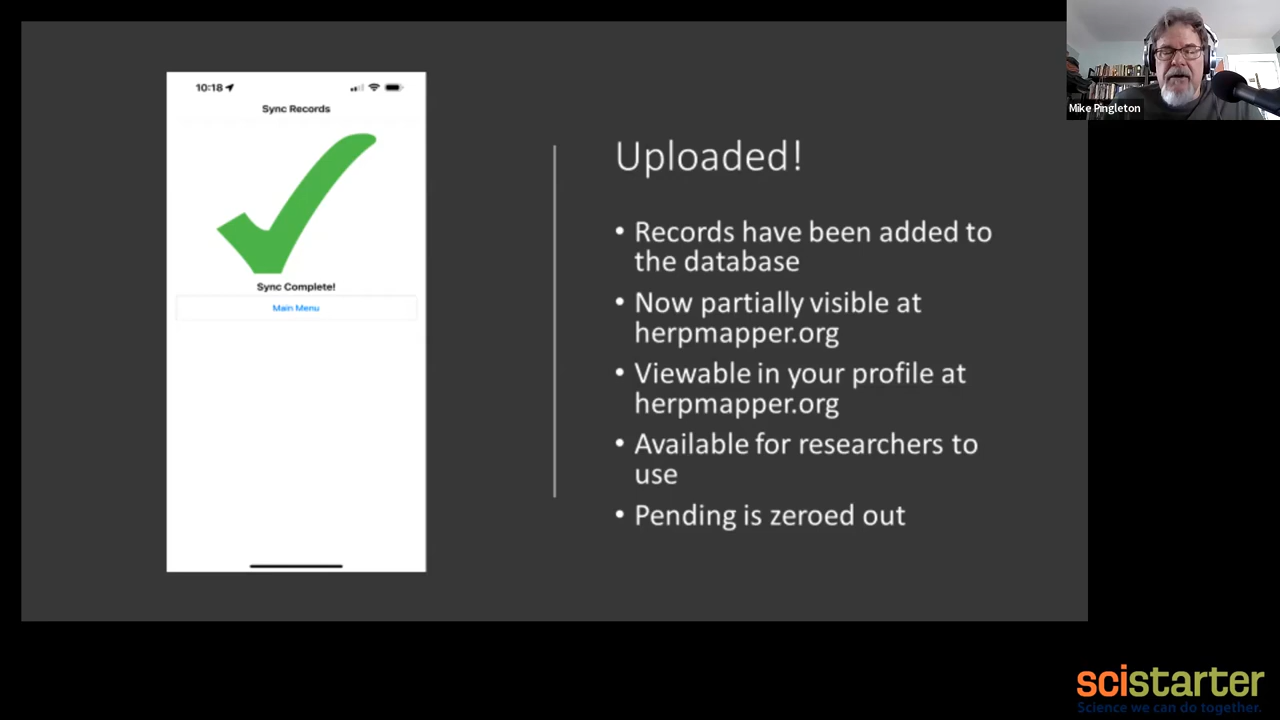 10:18
Sync Records
Sync Complete!
Main Menu
Uploaded!
• Records have been added to
the database
• Now partially visible at
herpmapper.org
• Viewable in your profile at
herpmapper.org
• Available for researchers to
use
• Pending is zeroed out
Mike Pingleton
scistarter
Science we can do together.